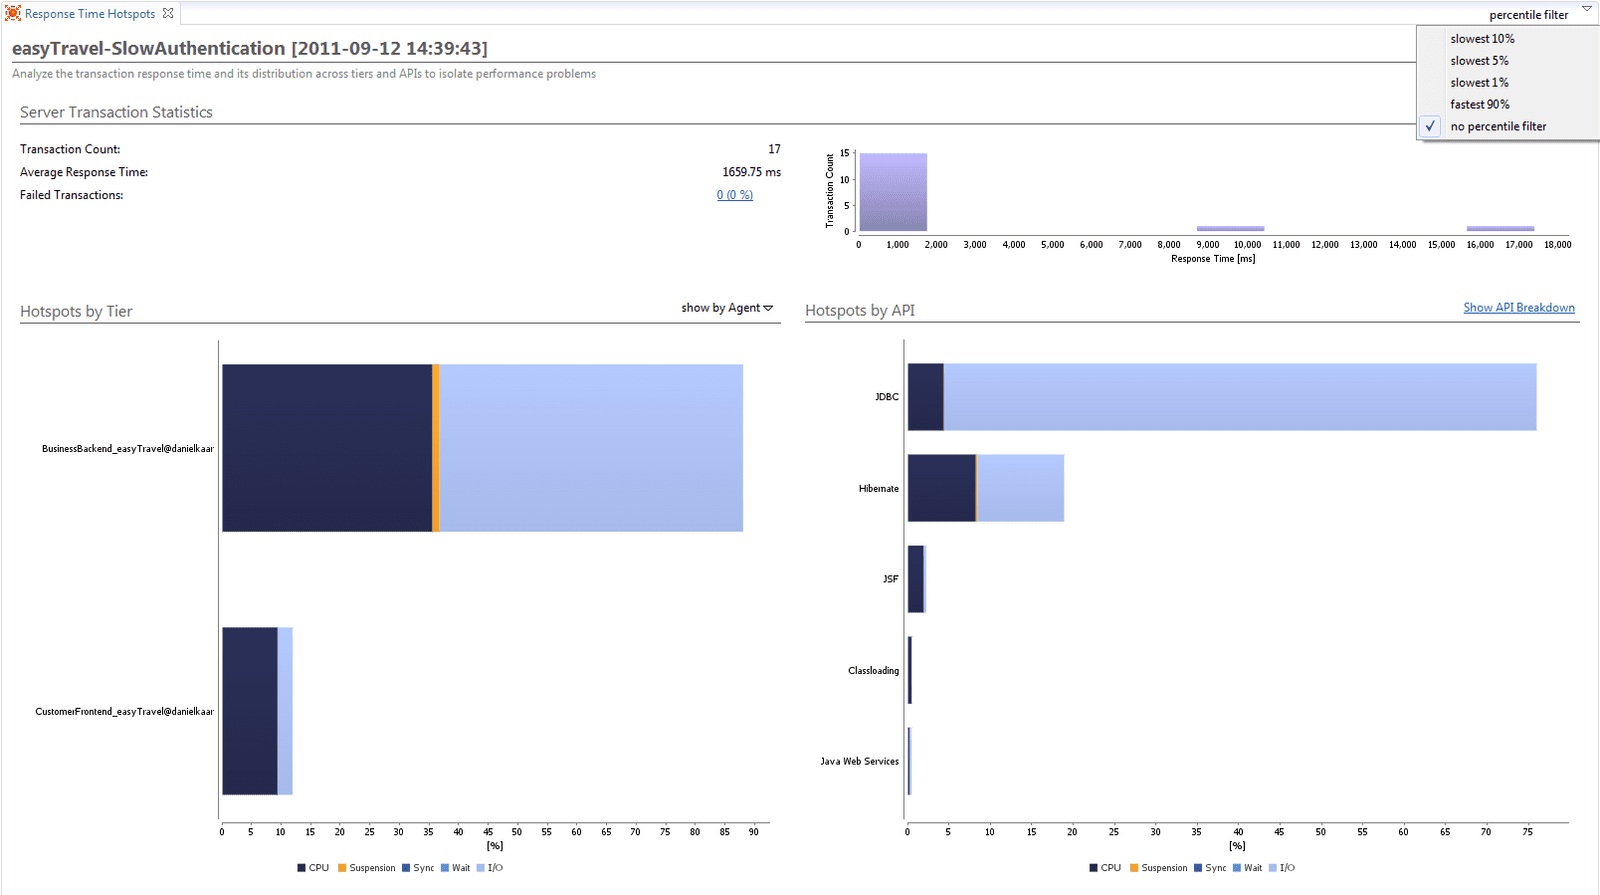 Response Time Hotspots
percentile filter
slowest 10%
slowest 5%
slowest 1%
fastest 90%
no percentile filter
easyTravel-SlowAuthentication [2011-09-12 14:39:43]
Analyze the transaction response time and its distribution across tiers and APIs to isolate performance problems
Server Transaction Statistics
Transaction Count: 17
Average Response Time: 1659.75 ms
Failed Transactions: 0 (0 %)
Transaction Count
15
10
5
0
0 1,000 2,000 3,000 4,000 5,000 6,000 7,000 8,000 9,000 10,000 11,000 12,000 13,000 14,000 15,000 16,000 17,000 18,000
Response Time [ms]
Hotspots by Tier show by Agent
BusinessBackend_easyTravel@danielkaar
CustomerFrontend_easyTravel@danielkaar
0 5 10 15 20 25 30 35 40 45 50 55 60 65 70 75 80 85 90
[%]
CPU Suspension Sync Wait I/O
Hotspots by API Show API Breakdown
JDBC
Hibernate
JSF
Classloading
Java Web Services
0 5 10 15 20 25 30 35 40 45 50 55 60 65 70 75
[%]
CPU Suspension Sync Wait I/O